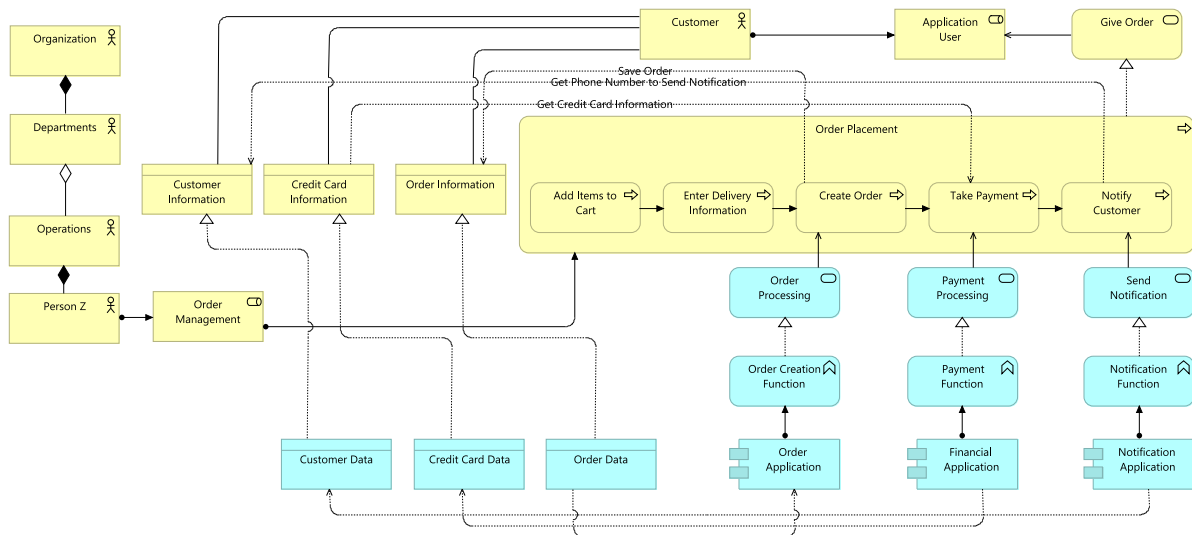 Organization
Customer
Application
User
Give Order
Save Order
Get Phone Number to Send Notification
Get Credit Card Information
Departments
Order Placement
Customer
Information
Credit Card
Information
Order Information
Add Items to
Cart
Enter Delivery
Information
Create Order
Take Payment
Notify
Customer
Operations
Person Z
Order
Management
Order
Processing
Payment
Processing
Send
Notification
Order Creation
Function
Payment
Function
Notification
Function
Customer Data
Credit Card Data
Order Data
Order
Application
Financial
Application
Notification
Application